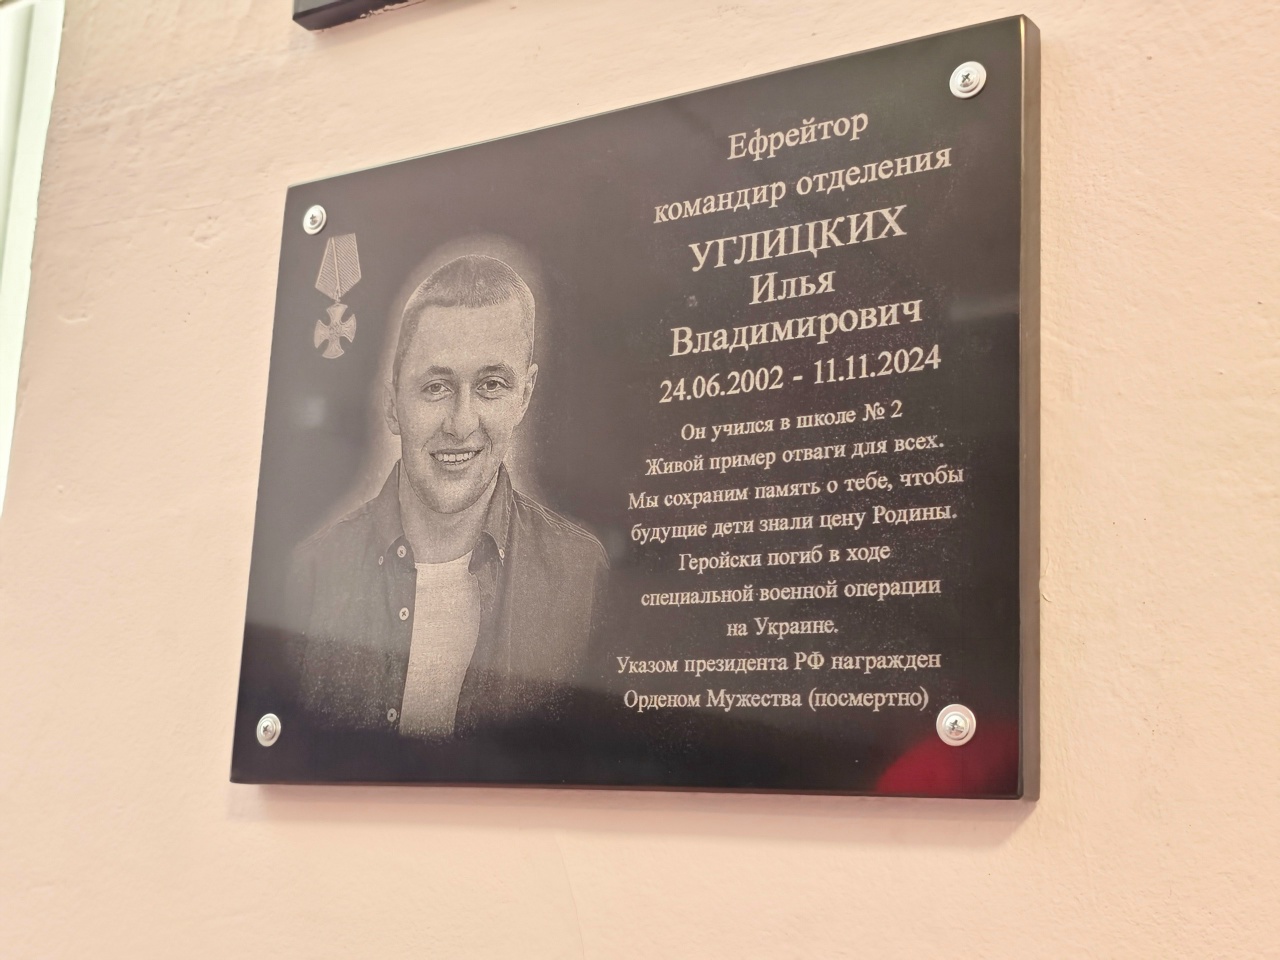 Ефрейтор
командир отделения
УГЛИЦКИХ
Илья
Владимирович
24.06.2002 - 11.11.2024
Он учился в школе № 2
Живой пример отваги для всех.
Мы сохраним память о тебе, чтобы
будущие дети знали цену Родины.
Геройски погиб в ходе
специальной военной операции
на Украине.
Указом президента РФ награжден
Орденом Мужества (посмертно)